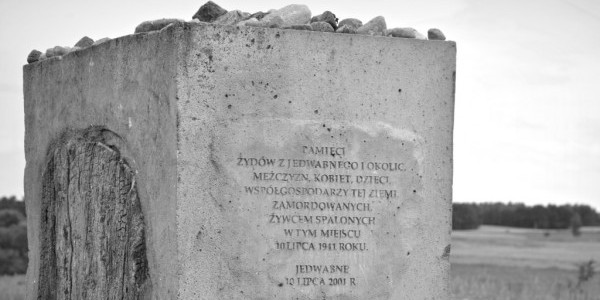 PAMIĘCI
ŻYDÓW Z JEDWABNEGO I OKOLIC,
MĘŻCZYZN, KOBIET, DZIECI,
WSPÓŁGOSPODARZY TEJ ZIEMI,
ZAMORDOWANYCH,
ŻYWCEM SPALONYCH
W TYM MIEJSCU
10 LIPCA 1941 ROKU.
JEDWABNE
10 LIPCA 2001 R